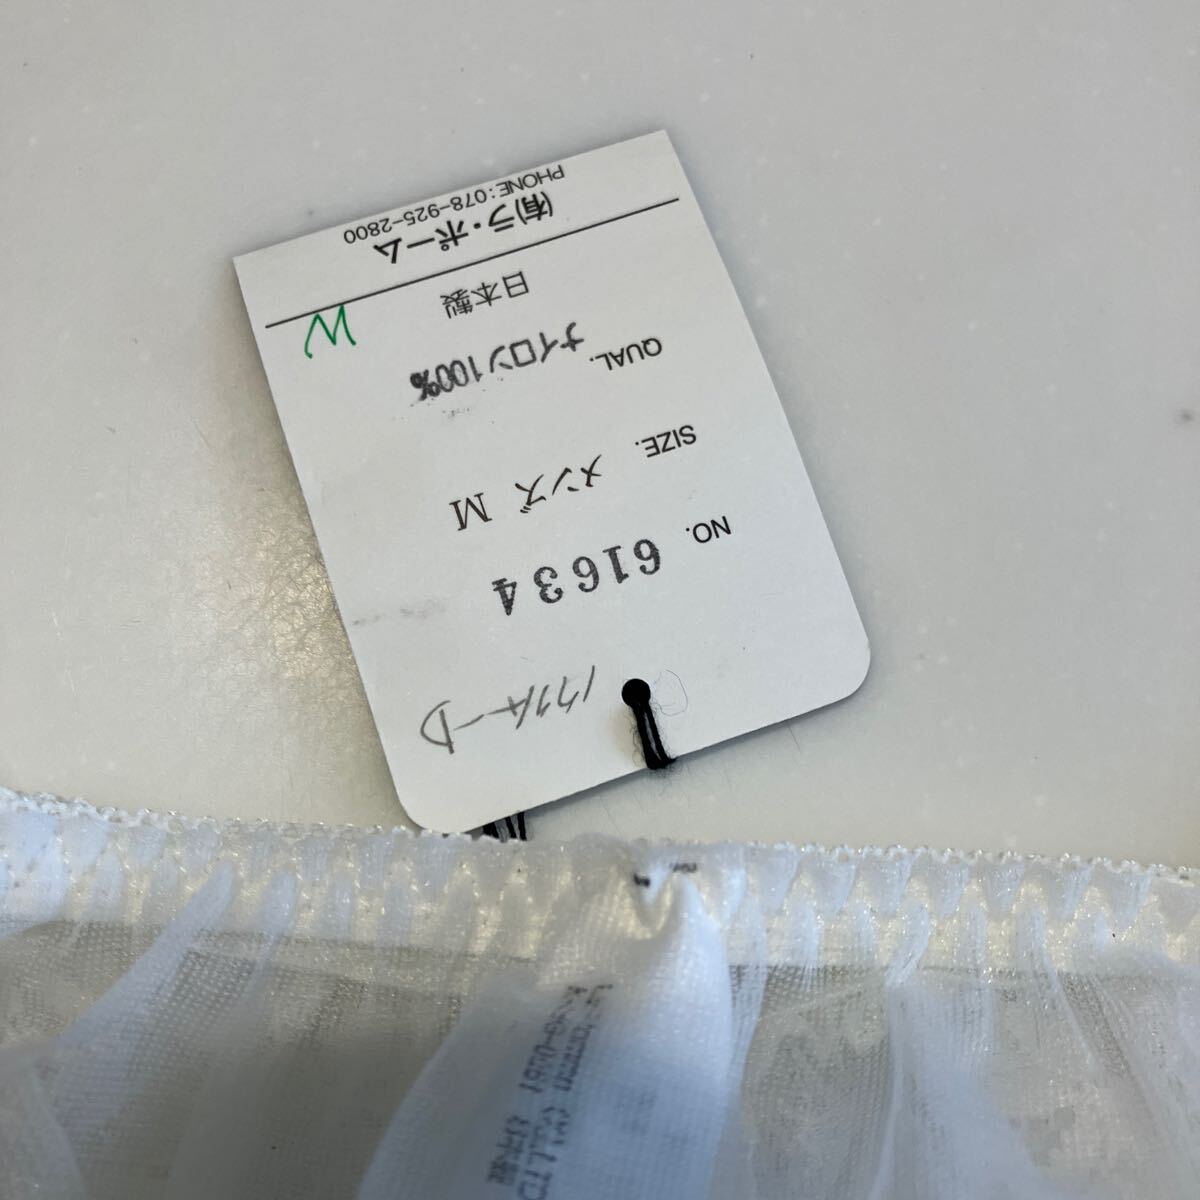 NO. 61634
SIZE. メンズ M
QUAL. ナイロン100%
日本製
W
(有)ラ・ポーム
PHONE:078-925-2800